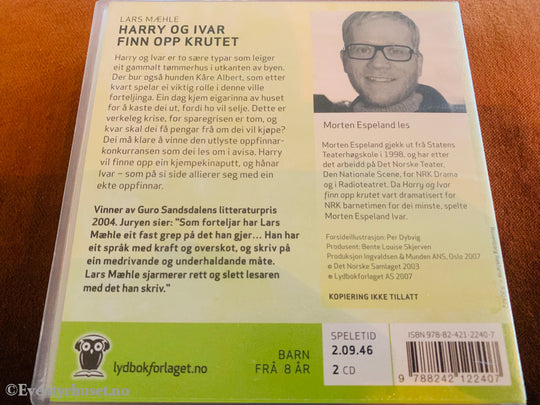 LARS MÆHLE
HARRY OG IVAR
FINN OPP KRUTET
Harry og Ivar er to sære typar som leiger
eit gammalt tømmerhus i utkanten av byen.
Der bur også hunden Kåre Albert, som etter
kvart spelar ei viktig rolle i denne ville
forteljinga. Ein dag kjem eigarinna av huset
for å kaste dei ut, fordi ho vil selje. Dette er
verkeleg krise, for sparegrisen er tom, og
kvar skal dei få pengar frå om dei vil kjøpe?
Dei må klare å vinne den utlyste oppfinnar-
konkurransen som dei les om i avisa. Harry
vil finne opp ein kjempekinaputt, og hånar
Ivar – som på si side allierer seg med ein
ekte oppfinnar.
Vinner av Guro Sandsdalens litteraturpris
2004. Juryen sier: "Som forteljar har Lars
Mæhle eit fast grep på det han gjer... Han har
eit språk med kraft og overskot, og skriv på
ein medrivande og underhaldande måte.
Lars Mæhle sjarmerer rett og slett lesaren
med det han skriv."
Morten Espeland les
Morten Espeland gjekk ut frå Statens
Teaterhøgskole i 1998, og har etter
det arbeidd på Det Norske Teater,
Den Nationale Scene, for NRK Drama
og i Radioteatret. Da Harry og Ivar
finn opp krutet vart dramatisert for
NRK barnetimen for dei minste, spelte
Morten Espeland Ivar.
Forsideillustrasjon: Per Dybvig
Produsent: Bente Louise Skjerven
Produksjon Ingvaldsen & Munden ANS, Oslo 2007
© Det Norske Samlaget 2003
© Lydbokforlaget AS 2007
KOPIERING IKKE TILLATT
lydbokforlaget.no
BARN
FRÅ 8 ÅR
SPELETID
2.09.46
2 CD
ISBN 978-82-421-2240-7
9 788242 122407
© Eventyrhuset.no